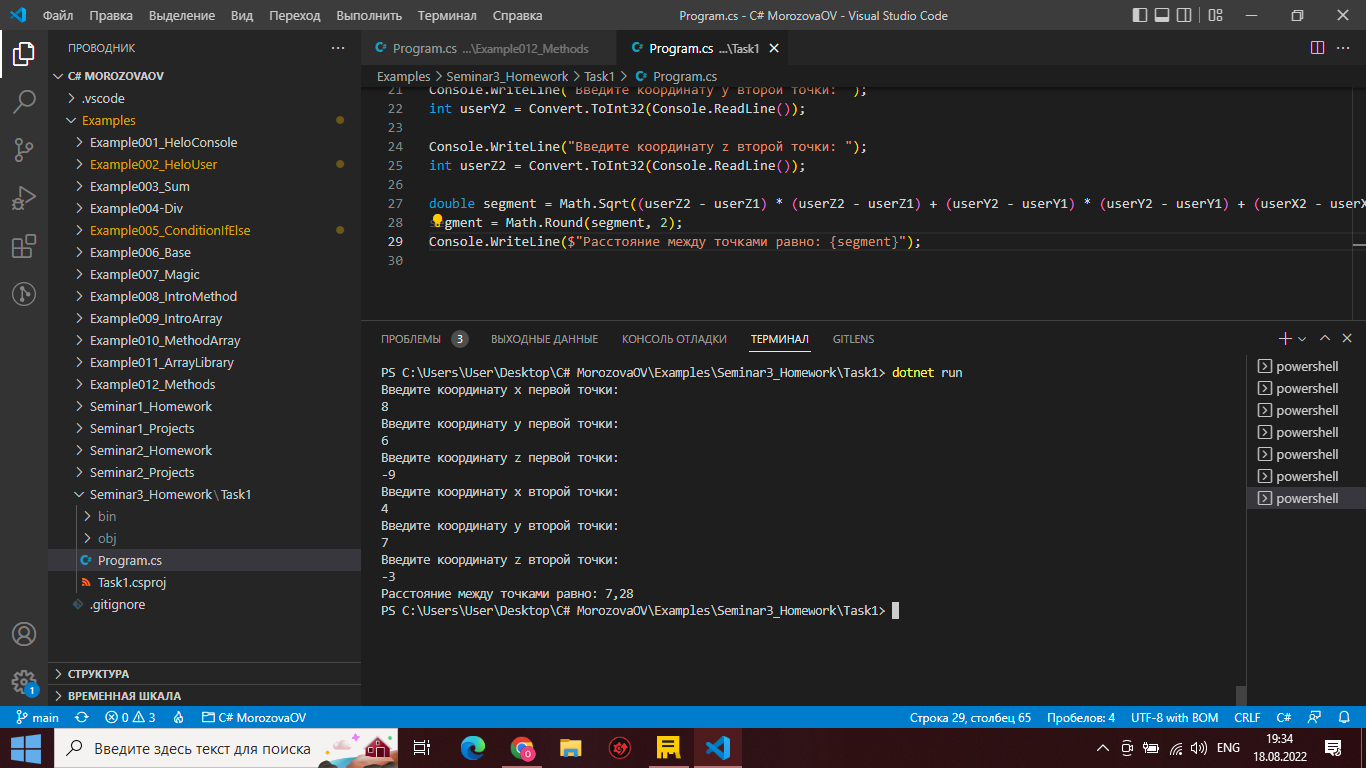 Файл Правка Выделение Вид Переход Выполнить Терминал Справка
Program.cs - C# MorozovaOV - Visual Studio Code
ПРОВОДНИК
C# MOROZOVAOV
.vscode
Examples
Example001_HeloConsole
Example002_HeloUser
Example003_Sum
Example004-Div
Example005_ConditionIfElse
Example006_Base
Example007_Magic
Example008_IntroMethod
Example009_IntroArray
Example010_MethodArray
Example011_ArrayLibrary
Example012_Methods
Seminar1_Homework
Seminar1_Projects
Seminar2_Homework
Seminar2_Projects
Seminar3_Homework\Task1
bin
obj
Program.cs
Task1.csproj
.gitignore
СТРУКТУРА
ВРЕМЕННАЯ ШКАЛА
Program.cs ...\Example012_Methods
Program.cs ...\Task1
Examples > Seminar3_Homework > Task1 > Program.cs
21 Console.WriteLine("Введите координату y второй точки: ");
22 int userY2 = Convert.ToInt32(Console.ReadLine());
23
24 Console.WriteLine("Введите координату z второй точки: ");
25 int userZ2 = Convert.ToInt32(Console.ReadLine());
26
27 double segment = Math.Sqrt((userZ2 - userZ1) * (userZ2 - userZ1) + (userY2 - userY1) * (userY2 - userY1) + (userX2 - userX
28 segment = Math.Round(segment, 2);
29 Console.WriteLine($"Расстояние между точками равно: {segment}");
30
ПРОБЛЕМЫ 3 ВЫХОДНЫЕ ДАННЫЕ КОНСОЛЬ ОТЛАДКИ ТЕРМИНАЛ GITLENS
PS C:\Users\User\Desktop\C# MorozovaOV\Examples\Seminar3_Homework\Task1> dotnet run
Введите координату x первой точки:
8
Введите координату y первой точки:
6
Введите координату z первой точки:
-9
Введите координату x второй точки:
4
Введите координату y второй точки:
7
Введите координату z второй точки:
-3
Расстояние между точками равно: 7,28
PS C:\Users\User\Desktop\C# MorozovaOV\Examples\Seminar3_Homework\Task1>
powershell
powershell
powershell
powershell
powershell
powershell
powershell
1
main 0 3 C# MorozovaOV
Строка 29, столбец 65 Пробелов: 4 UTF-8 with BOM CRLF C#
Введите здесь текст для поиска
ENG
19:34
18.08.2022